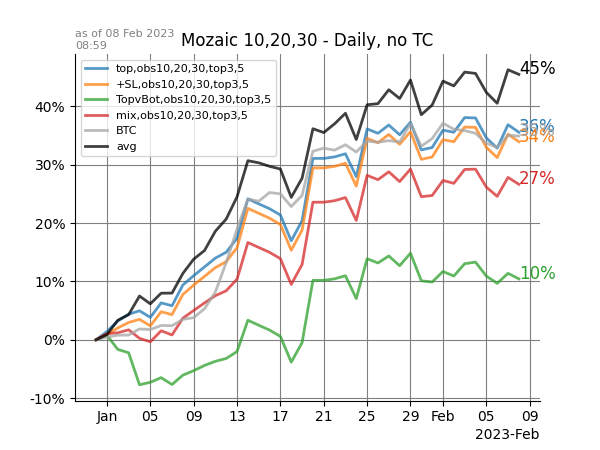 as of 08 Feb 2023
08:59
Mozaic 10,20,30 - Daily, no TC
top,obs10,20,30,top3,5
+SL,obs10,20,30,top3,5
TopvBot,obs10,20,30,top3,5
mix,obs10,20,30,top3,5
BTC
avg
45%
36%
34%
27%
10%
40%
30%
20%
10%
0%
-10%
Jan 05 09 13 17 21 25 29 Feb 05 09
2023-Feb